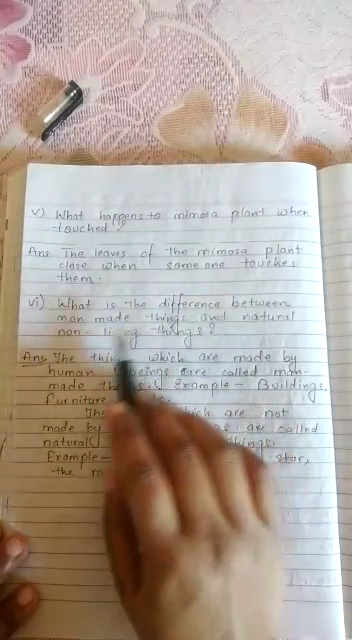 v) What happens to mimosa plant when
touched?
Ans. The leaves of the mimosa plant
close when some one touches
them.
vi) What is the difference between
man made things and natural
non-living things?
Ans. The which are made by
human beings are called man-
made Example - Buildings,
furniture
which are not
made by are called
natural things.
Example- star,
the